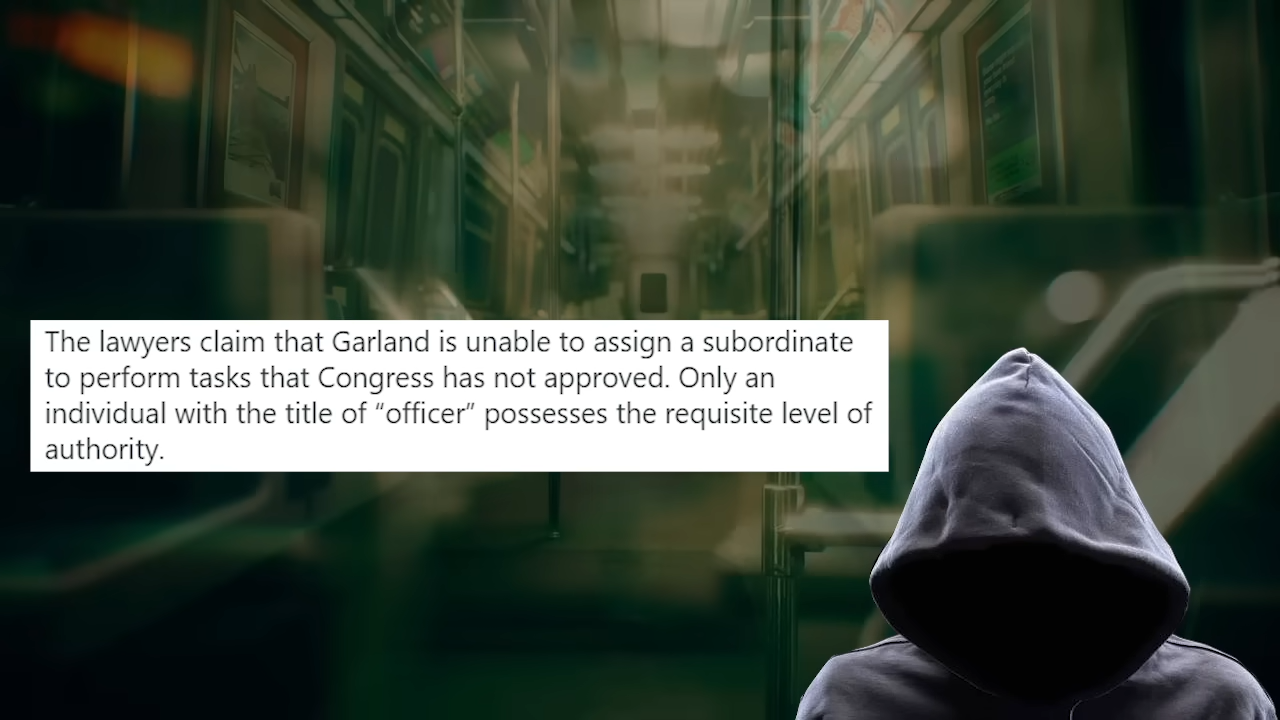 The lawyers claim that Garland is unable to assign a subordinate
to perform tasks that Congress has not approved. Only an
individual with the title of “officer” possesses the requisite level of
authority.